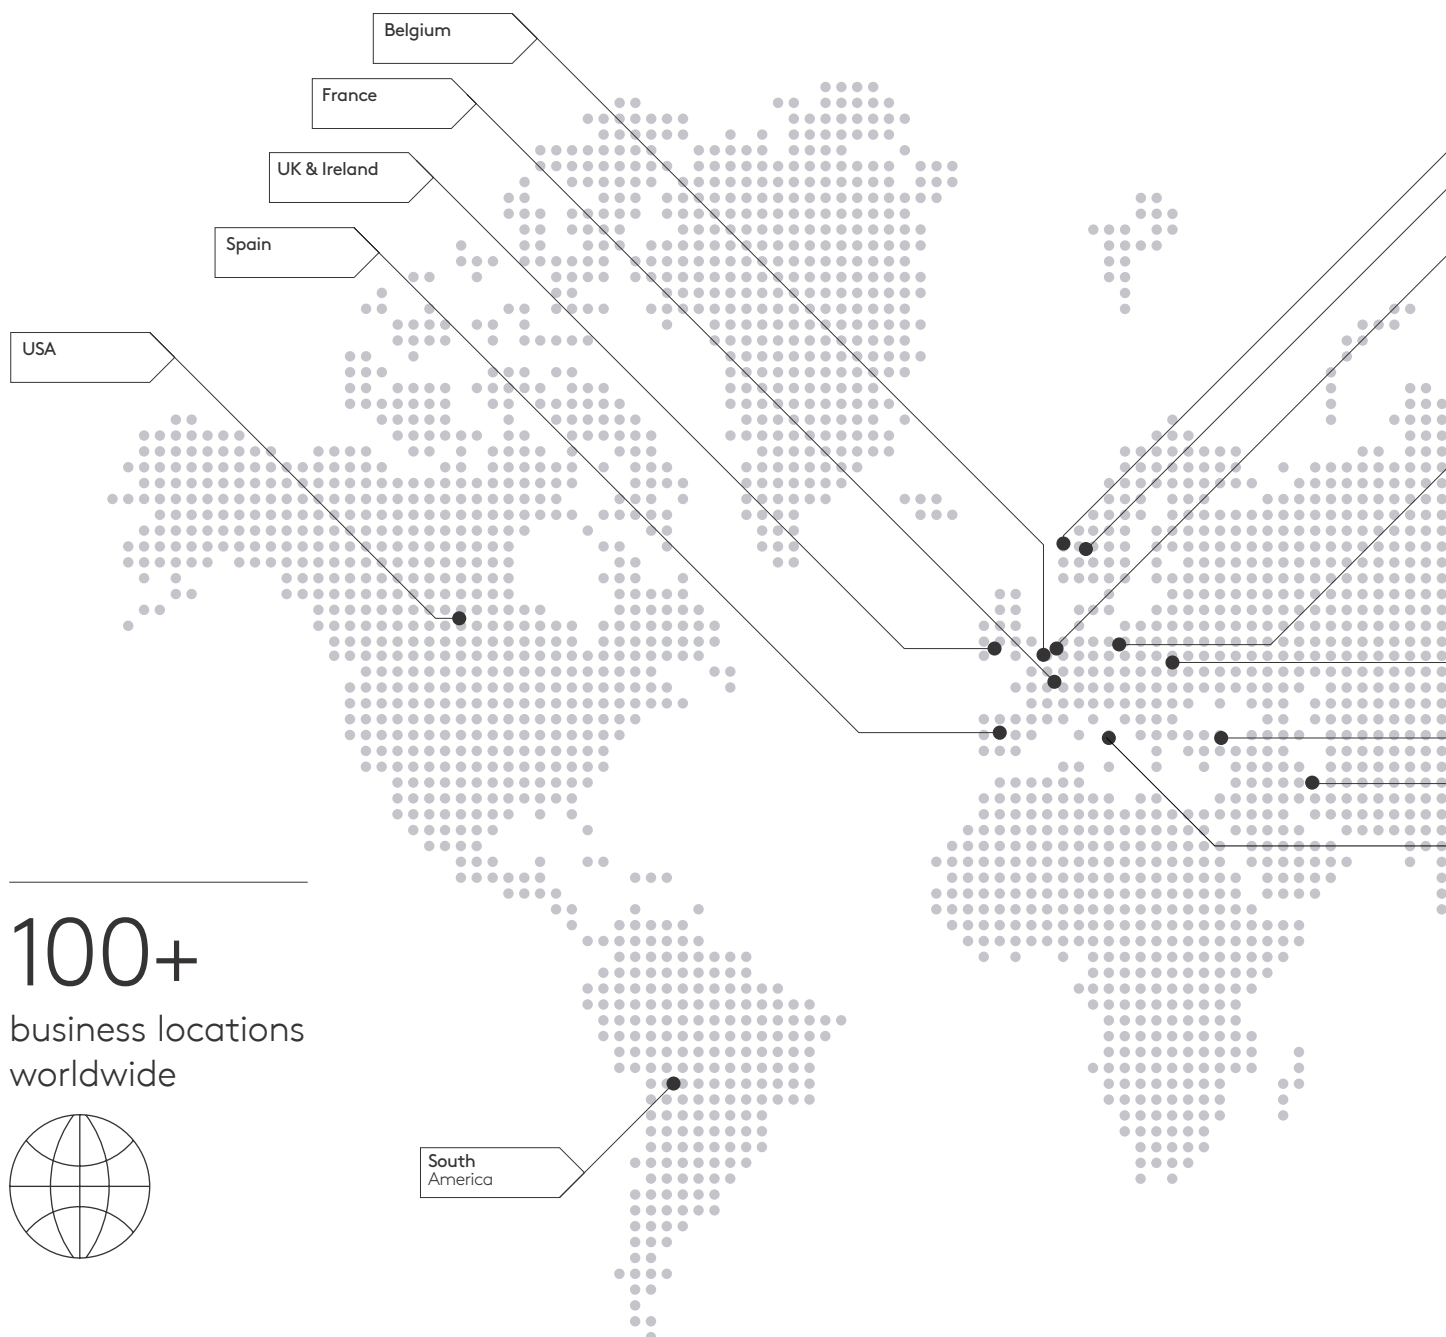 Belgium
France
UK & Ireland
Spain
USA
100+
business locations
worldwide
South
America